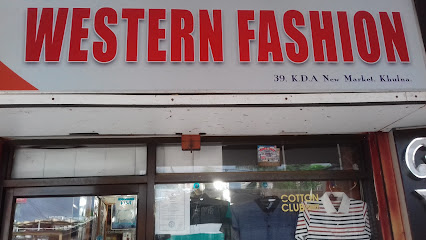 WESTERN FASHION
39, K.D.A New Market, Khulna.
COTTON
CLUB